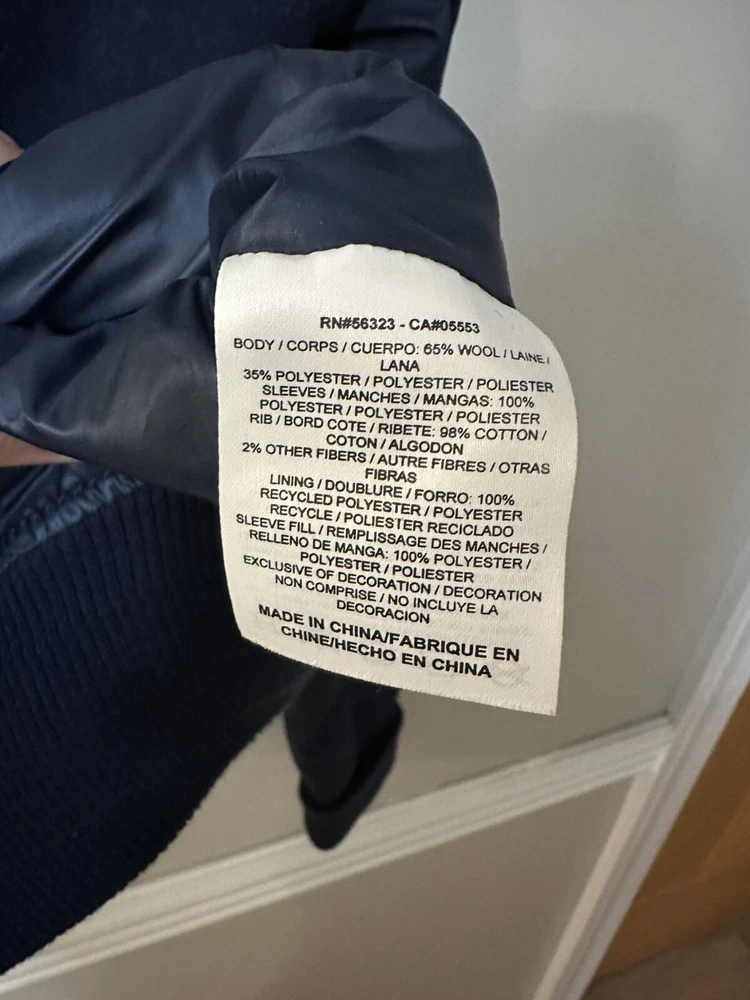 RN#56323 - CA#05553
BODY / CORPS / CUERPO: 65% WOOL / LAINE /
LANA
35% POLYESTER / POLYESTER / POLIESTER
SLEEVES / MANCHES / MANGAS: 100%
POLYESTER / POLYESTER / POLIESTER
RIB / BORD COTE / RIBETE: 98% COTTON /
COTON / ALGODON
2% OTHER FIBERS / AUTRE FIBRES / OTRAS
FIBRAS
LINING / DOUBLURE / FORRO: 100%
RECYCLED POLYESTER / POLYESTER
RECYCLE / POLIESTER RECICLADO
SLEEVE FILL / REMPLISSAGE DES MANCHES /
RELLENO DE MANGA: 100% POLYESTER /
POLYESTER / POLIESTER
EXCLUSIVE OF DECORATION / DECORATION
NON COMPRISE / NO INCLUYE LA
DECORACION
MADE IN CHINA/FABRIQUE EN
CHINE/HECHO EN CHINA